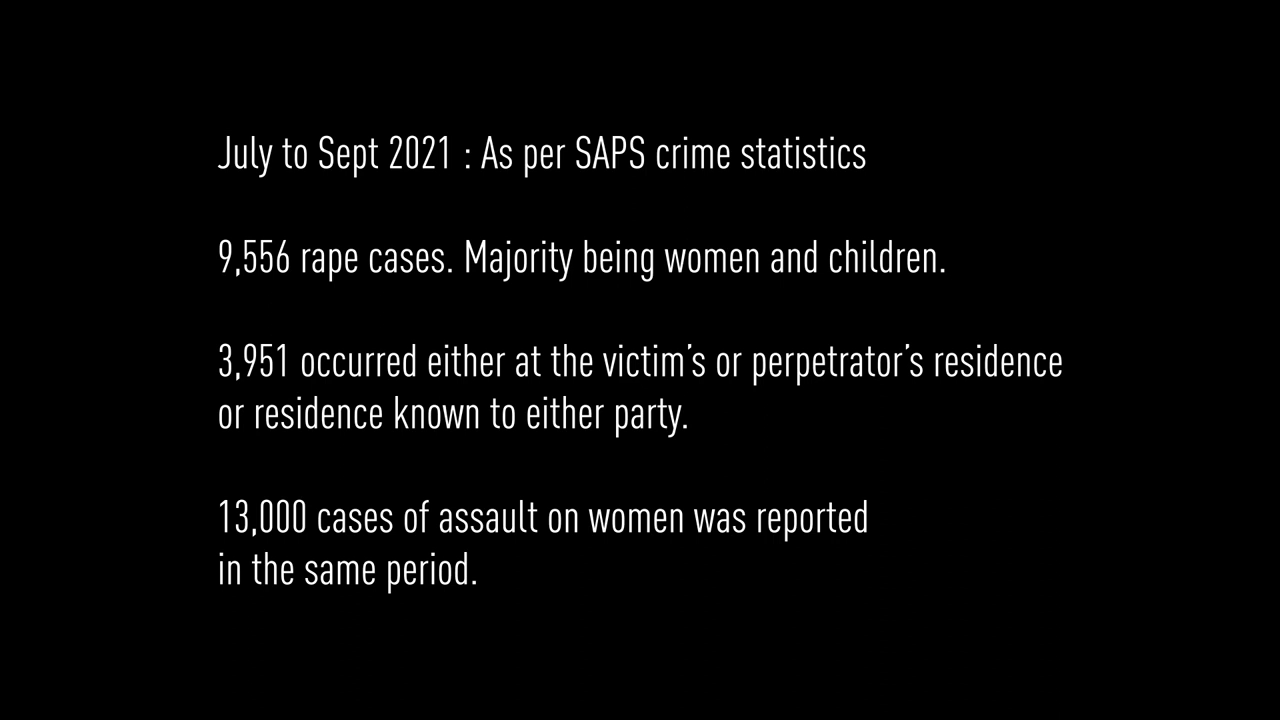 July to Sept 2021 : As per SAPS crime statistics
9,556 rape cases. Majority being women and children.
3,951 occurred either at the victim’s or perpetrator’s residence
or residence known to either party.
13,000 cases of assault on women was reported
in the same period.